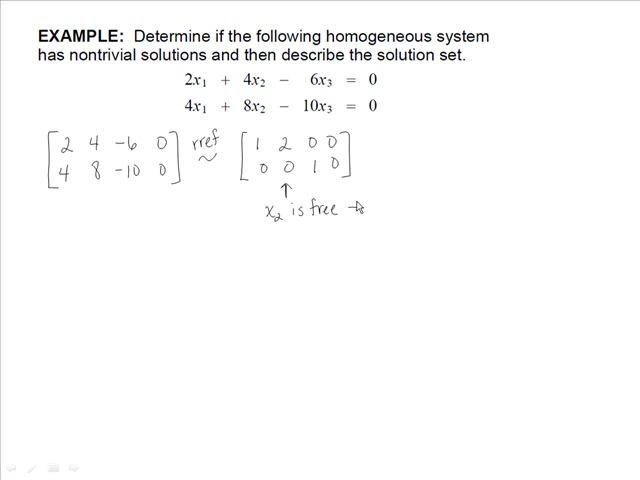 EXAMPLE: Determine if the following homogeneous system
has nontrivial solutions and then describe the solution set.
2x₁ + 4x₂ − 6x₃ = 0
4x₁ + 8x₂ − 10x₃ = 0
[2 4 -6 0 rref [1 2 0 0
4 8 -10 0] ~ 0 0 1 0]
↑
x₂ is free →